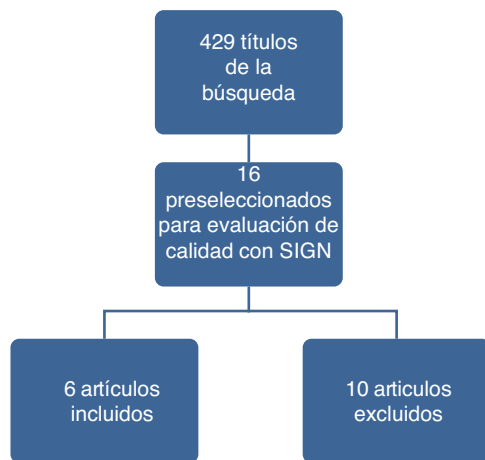 429 títulos
de la
búsqueda
16
preseleccionados
para evaluación de
calidad con SIGN
6 artículos
incluidos
10 articulos
excluidos